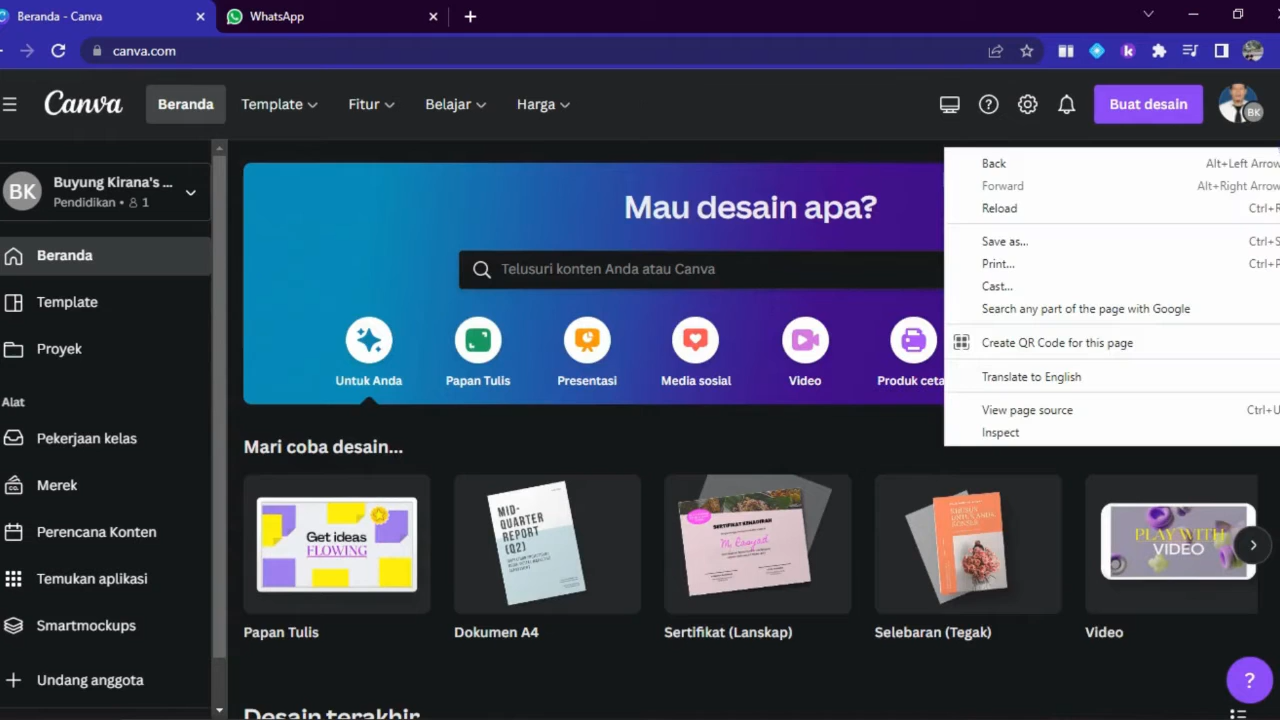 Beranda - Canva
WhatsApp
canva.com
Canva
Beranda
Template
Fitur
Belajar
Harga
Buat desain
BK
BK
Buyung Kirana's ...
Pendidikan • 1
Beranda
Template
Proyek
Alat
Pekerjaan kelas
Merek
Perencana Konten
Temukan aplikasi
Smartmockups
Undang anggota
Mau desain apa?
Telusuri konten Anda atau Canva
Untuk Anda
Papan Tulis
Presentasi
Media sosial
Video
Produk ceta
Back Alt+Left Arrow
Forward Alt+Right Arrow
Reload Ctrl+R
Save as... Ctrl+S
Print... Ctrl+P
Cast...
Search any part of the page with Google
Create QR Code for this page
Translate to English
View page source Ctrl+U
Inspect
Mari coba desain...
Get ideas
FLOWING
MID-
QUARTER
REPORT
(Q2)
SERTIFIKAT KEHADIRAN
PLAY WITH
VIDEO
Papan Tulis
Dokumen A4
Sertifikat (Lanskap)
Selebaran (Tegak)
Video
Desain terakhir
?